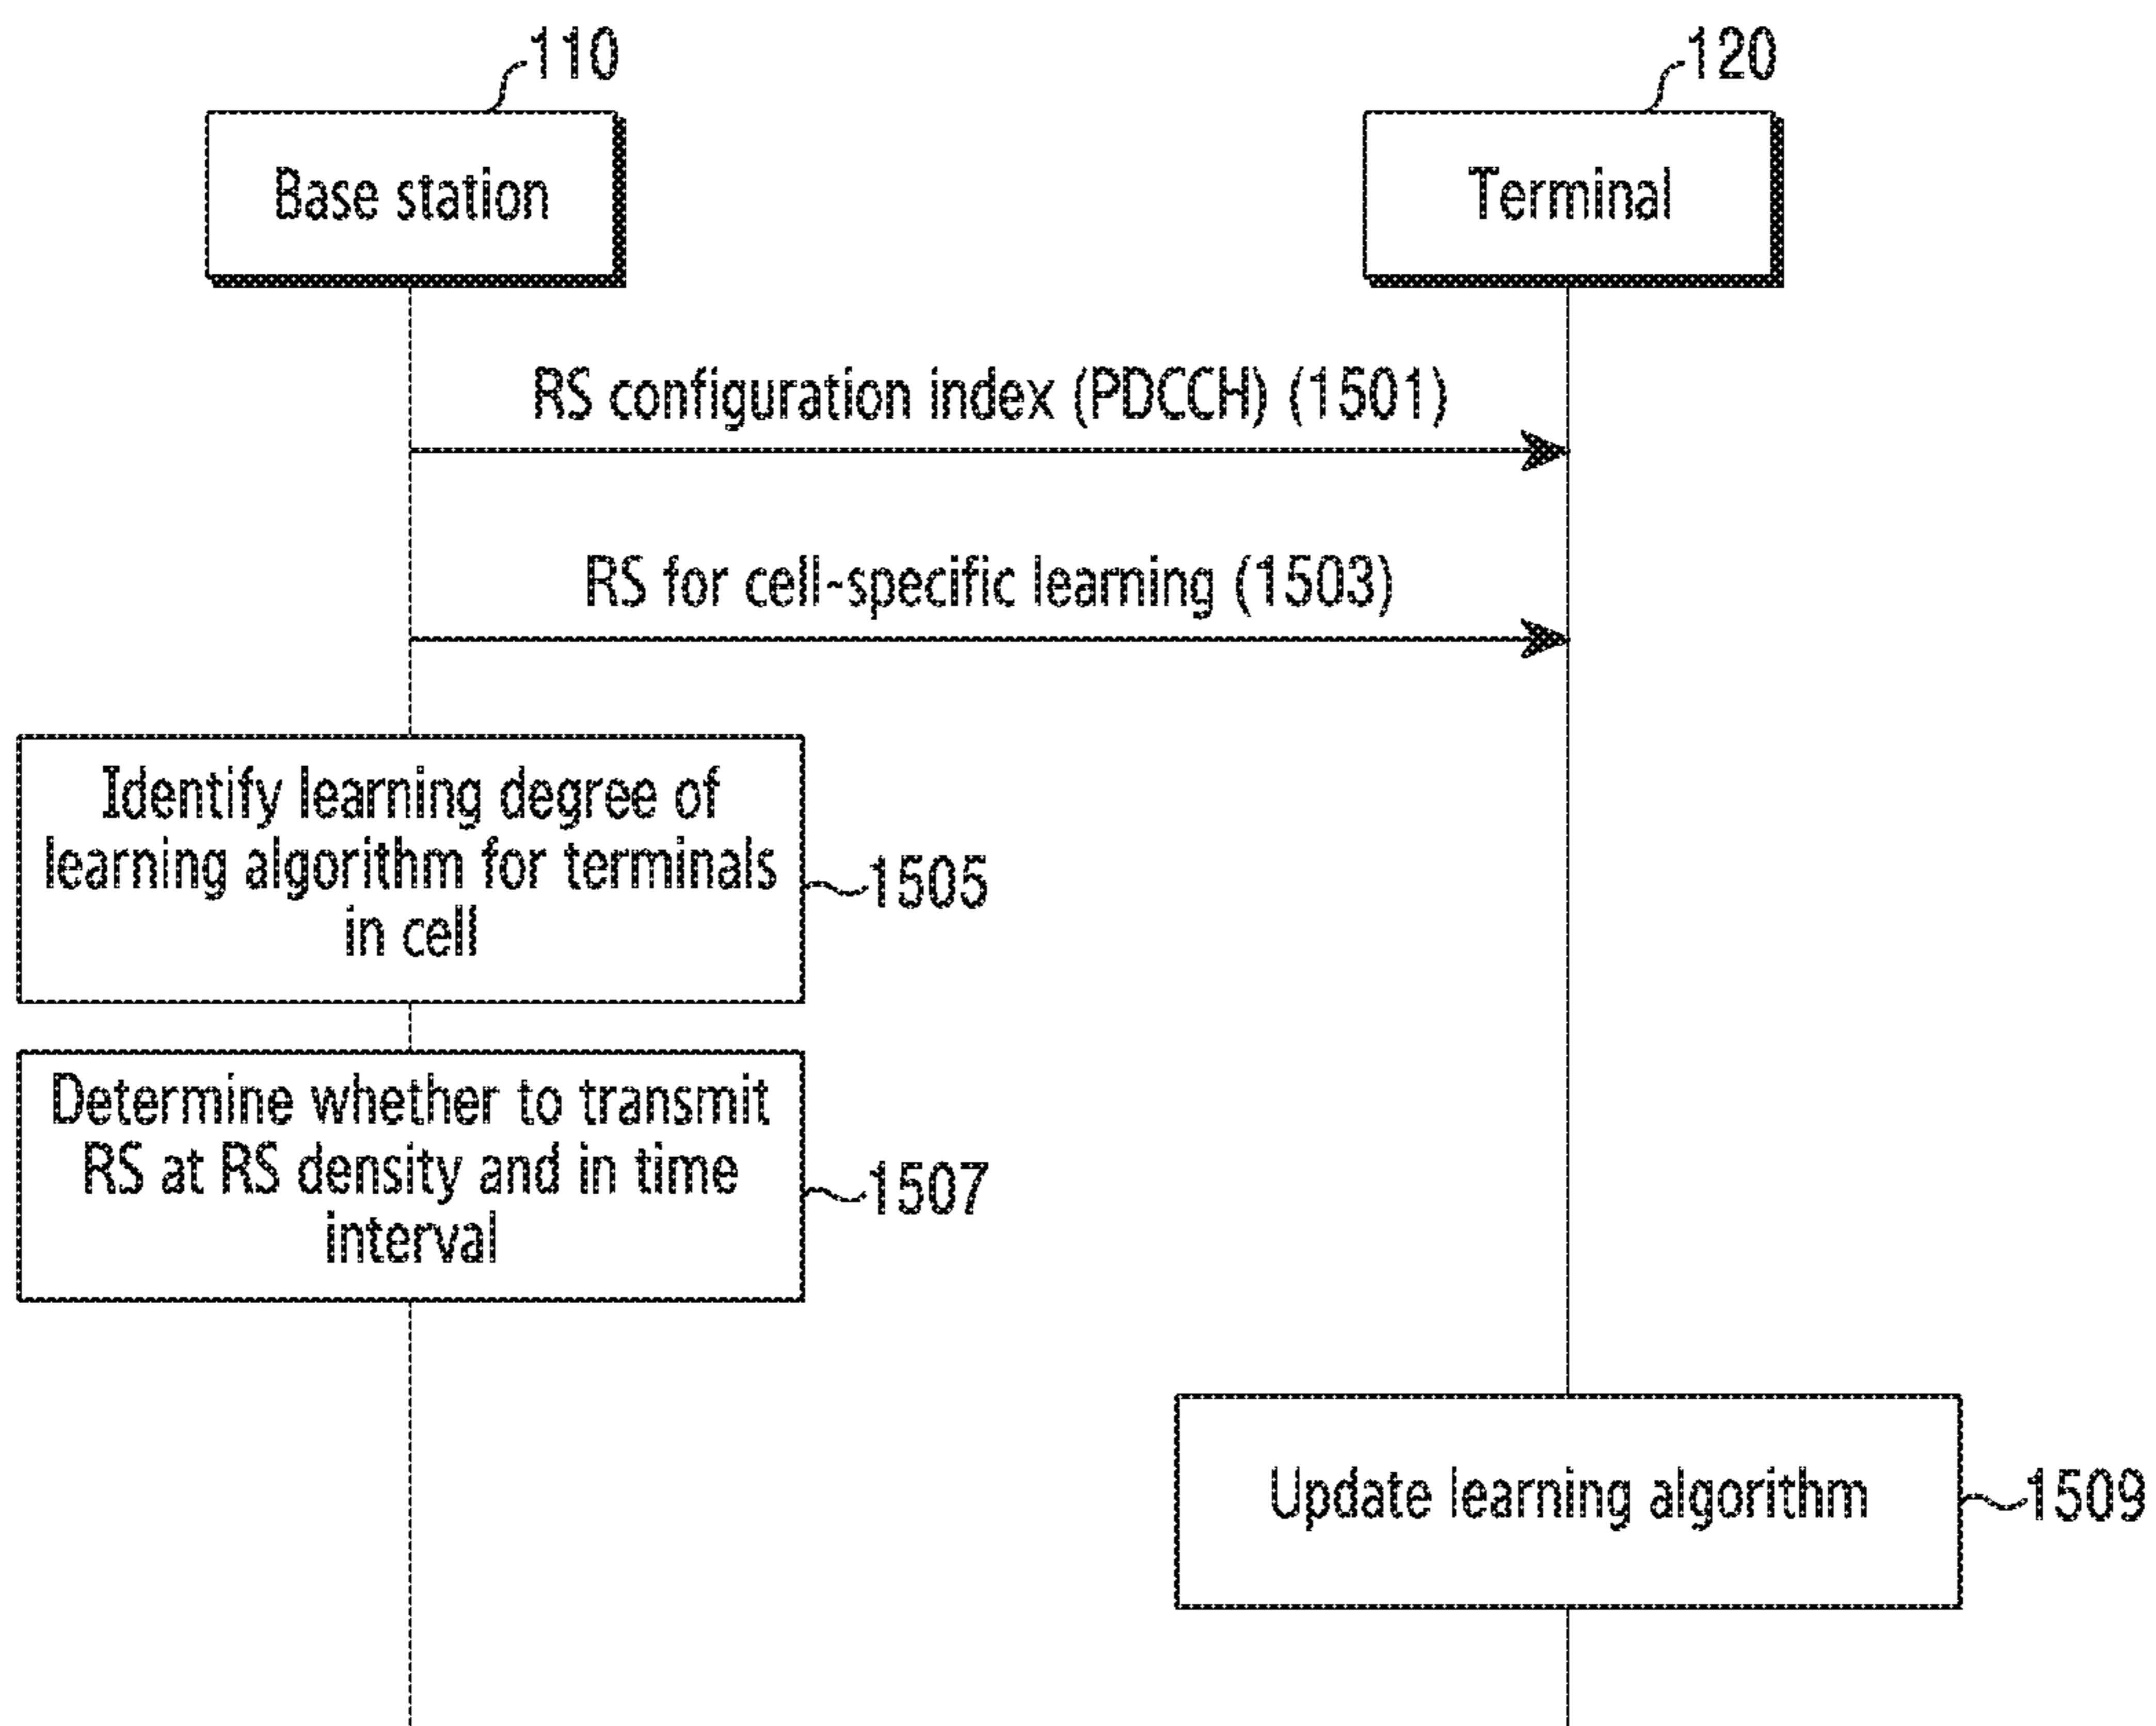 110
120
Base station
Terminal
RS configuration index (PDCCH) (1501)
RS for cell-specific learning (1503)
Identify learning degree of
learning algorithm for terminals
in cell
1505
Determine whether to transmit
RS at RS density and in time
interval
1507
Update learning algorithm
1509